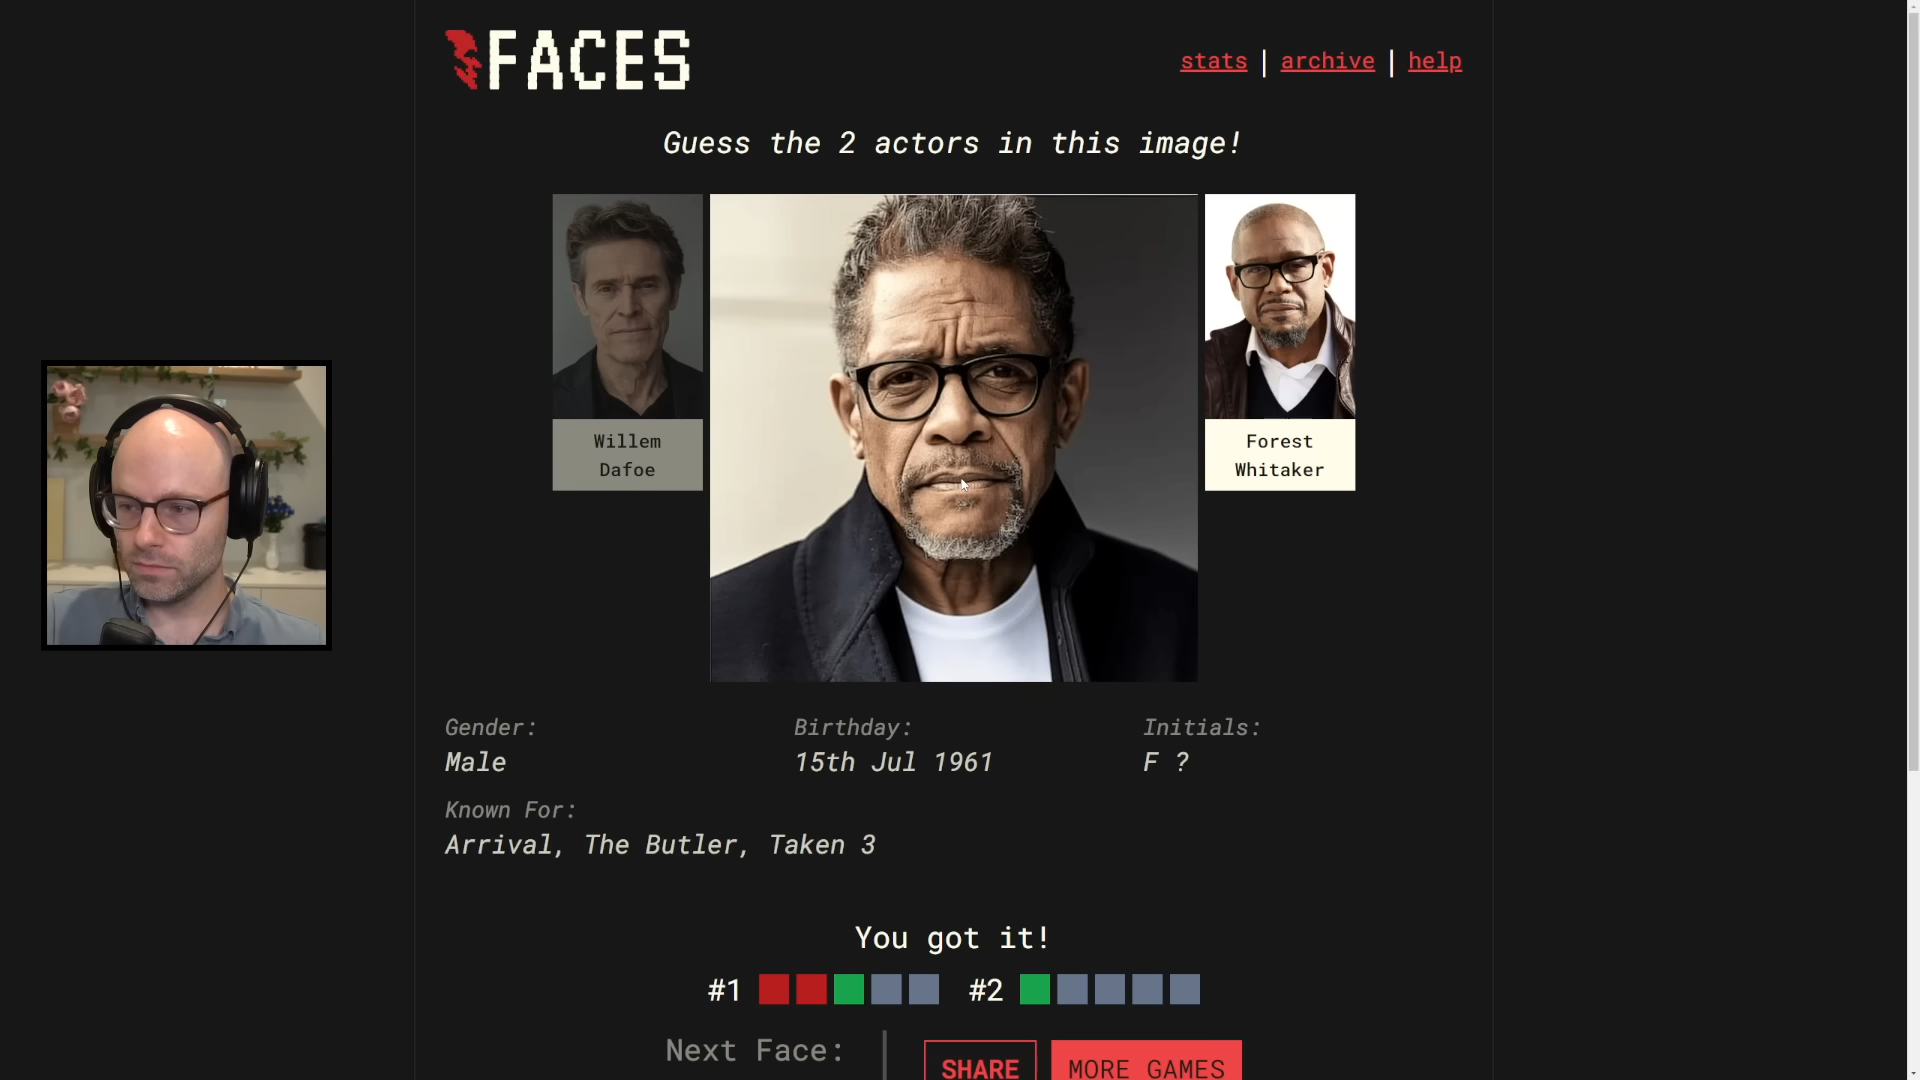 FACES
stats | archive | help
Guess the 2 actors in this image!
Willem
Dafoe
Forest
Whitaker
Gender:
Male
Birthday:
15th Jul 1961
Initials:
F ?
Known For:
Arrival, The Butler, Taken 3
You got it!
#1
#2
Next Face:
SHARE
MORE GAMES